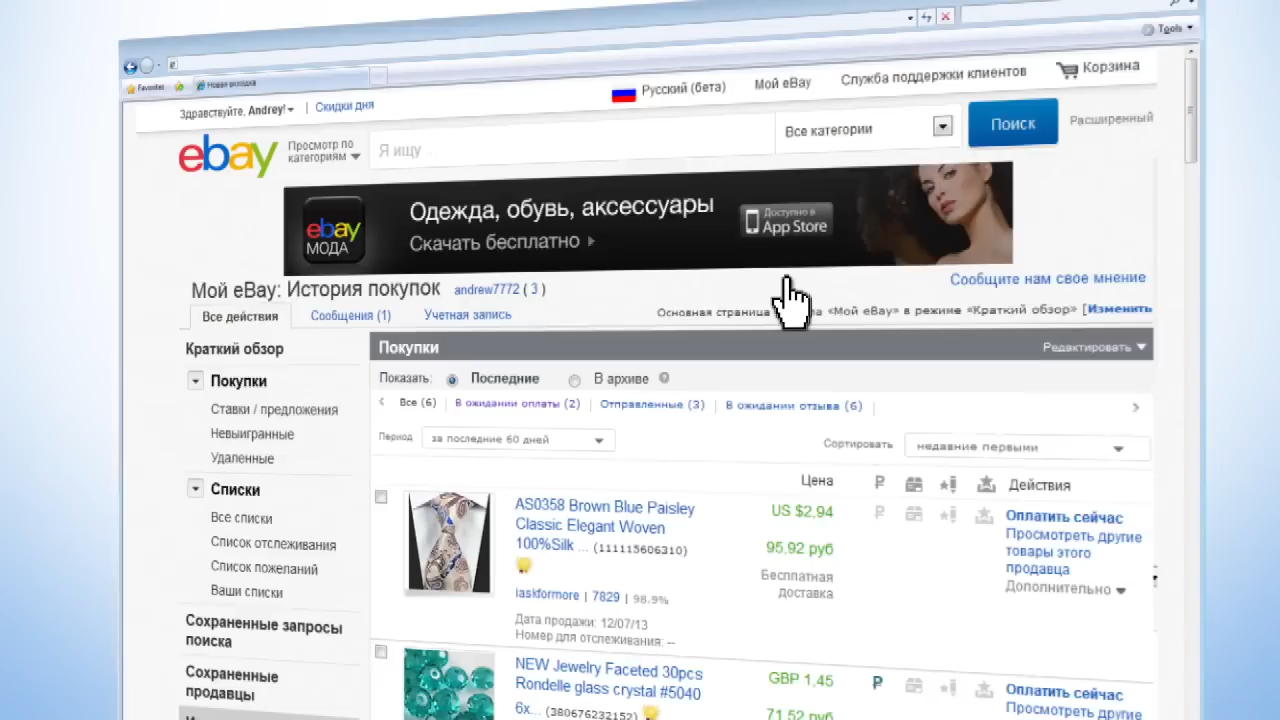 Tools
Favorites
Новая вкладка
Здравствуйте, Andrey!
Скидки дня
Русский (бета)
Мой eBay
Служба поддержки клиентов
Корзина
ebay
Просмотр по
категориям
Я ищу ...
Все категории
Поиск
Расширенный
ebay
МОДА
Одежда, обувь, аксессуары
Скачать бесплатно
Доступно в
App Store
Мой eBay: История покупок
andrew7772 ( 3 )
Сообщите нам свое мнение
Все действия
Сообщения (1)
Учетная запись
Основная страница
«Мой eBay» в режиме «Краткий обзор» [Изменить
Краткий обзор
Покупки
Ставки / предложения
Невыигранные
Удаленные
Списки
Все списки
Список отслеживания
Список пожеланий
Ваши списки
Сохраненные запросы
поиска
Сохраненные
продавцы
Покупки
Редактировать
Показать:
Последние
В архиве
Все (6)
В ожидании оплаты (2)
Отправленные (3)
В ожидании отзыва (6)
Период
за последние 60 дней
Сортировать
недавние первыми
Цена
Действия
AS0358 Brown Blue Paisley
Classic Elegant Woven
100%Silk ... (111115606310)
US $2,94
95,92 руб
Бесплатная
доставка
Оплатить сейчас
Просмотреть другие
товары этого
продавца
Дополнительно
iaskformore | 7829 | 98.9%
Дата продажи: 12/07/13
Номер для отслеживания: --
NEW Jewelry Faceted 30pcs
Rondelle glass crystal #5040
6x... (380676232152)
GBP 1,45
71,52 руб
Оплатить сейчас
Просмотреть другие